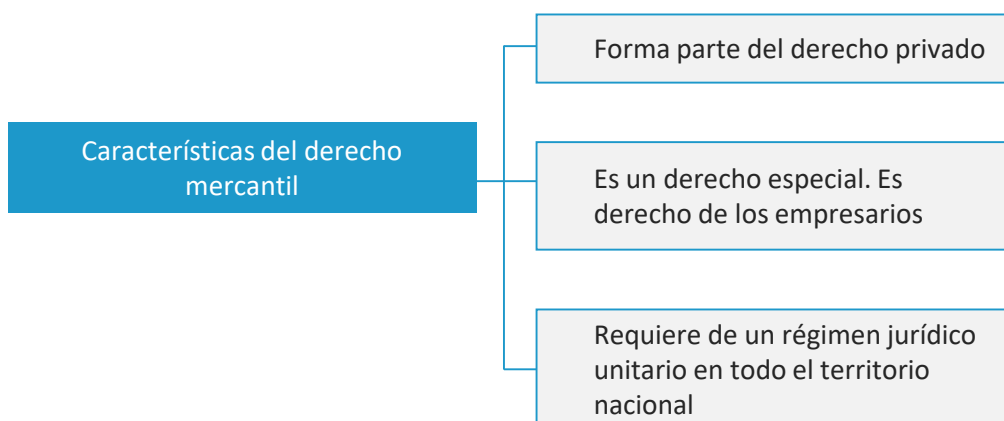 Características del derecho
mercantil
Forma parte del derecho privado
Es un derecho especial. Es
derecho de los empresarios
Requiere de un régimen jurídico
unitario en todo el territorio
nacional